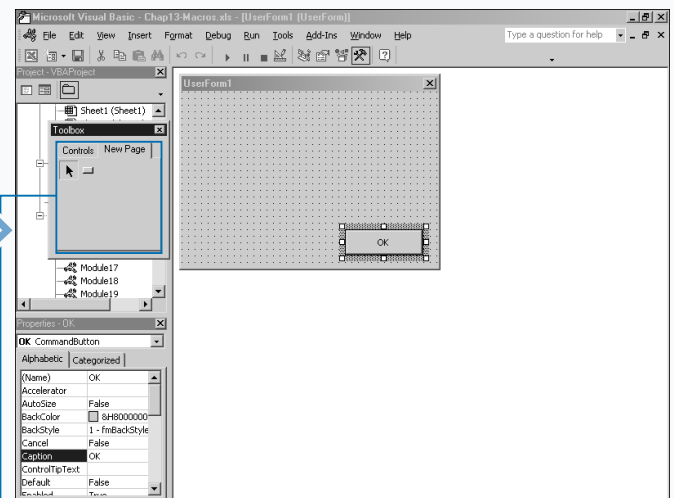 Microsoft Visual Basic - Chap13-Macros.xls - [UserForm1 (UserForm)]
File Edit View Insert Format Debug Run Tools Add-Ins Window Help Type a question for help
Project - VBAProject
Sheet1 (Sheet1)
Toolbox
Controls New Page
Module17
Module18
Module19
UserForm1
OK
Properties - OK
OK CommandButton
Alphabetic Categorized
(Name) OK
Accelerator
AutoSize False
BackColor &H8000000
BackStyle 1 - fmBackStyle
Cancel False
Caption OK
ControlTipText
Default False
Enabled True